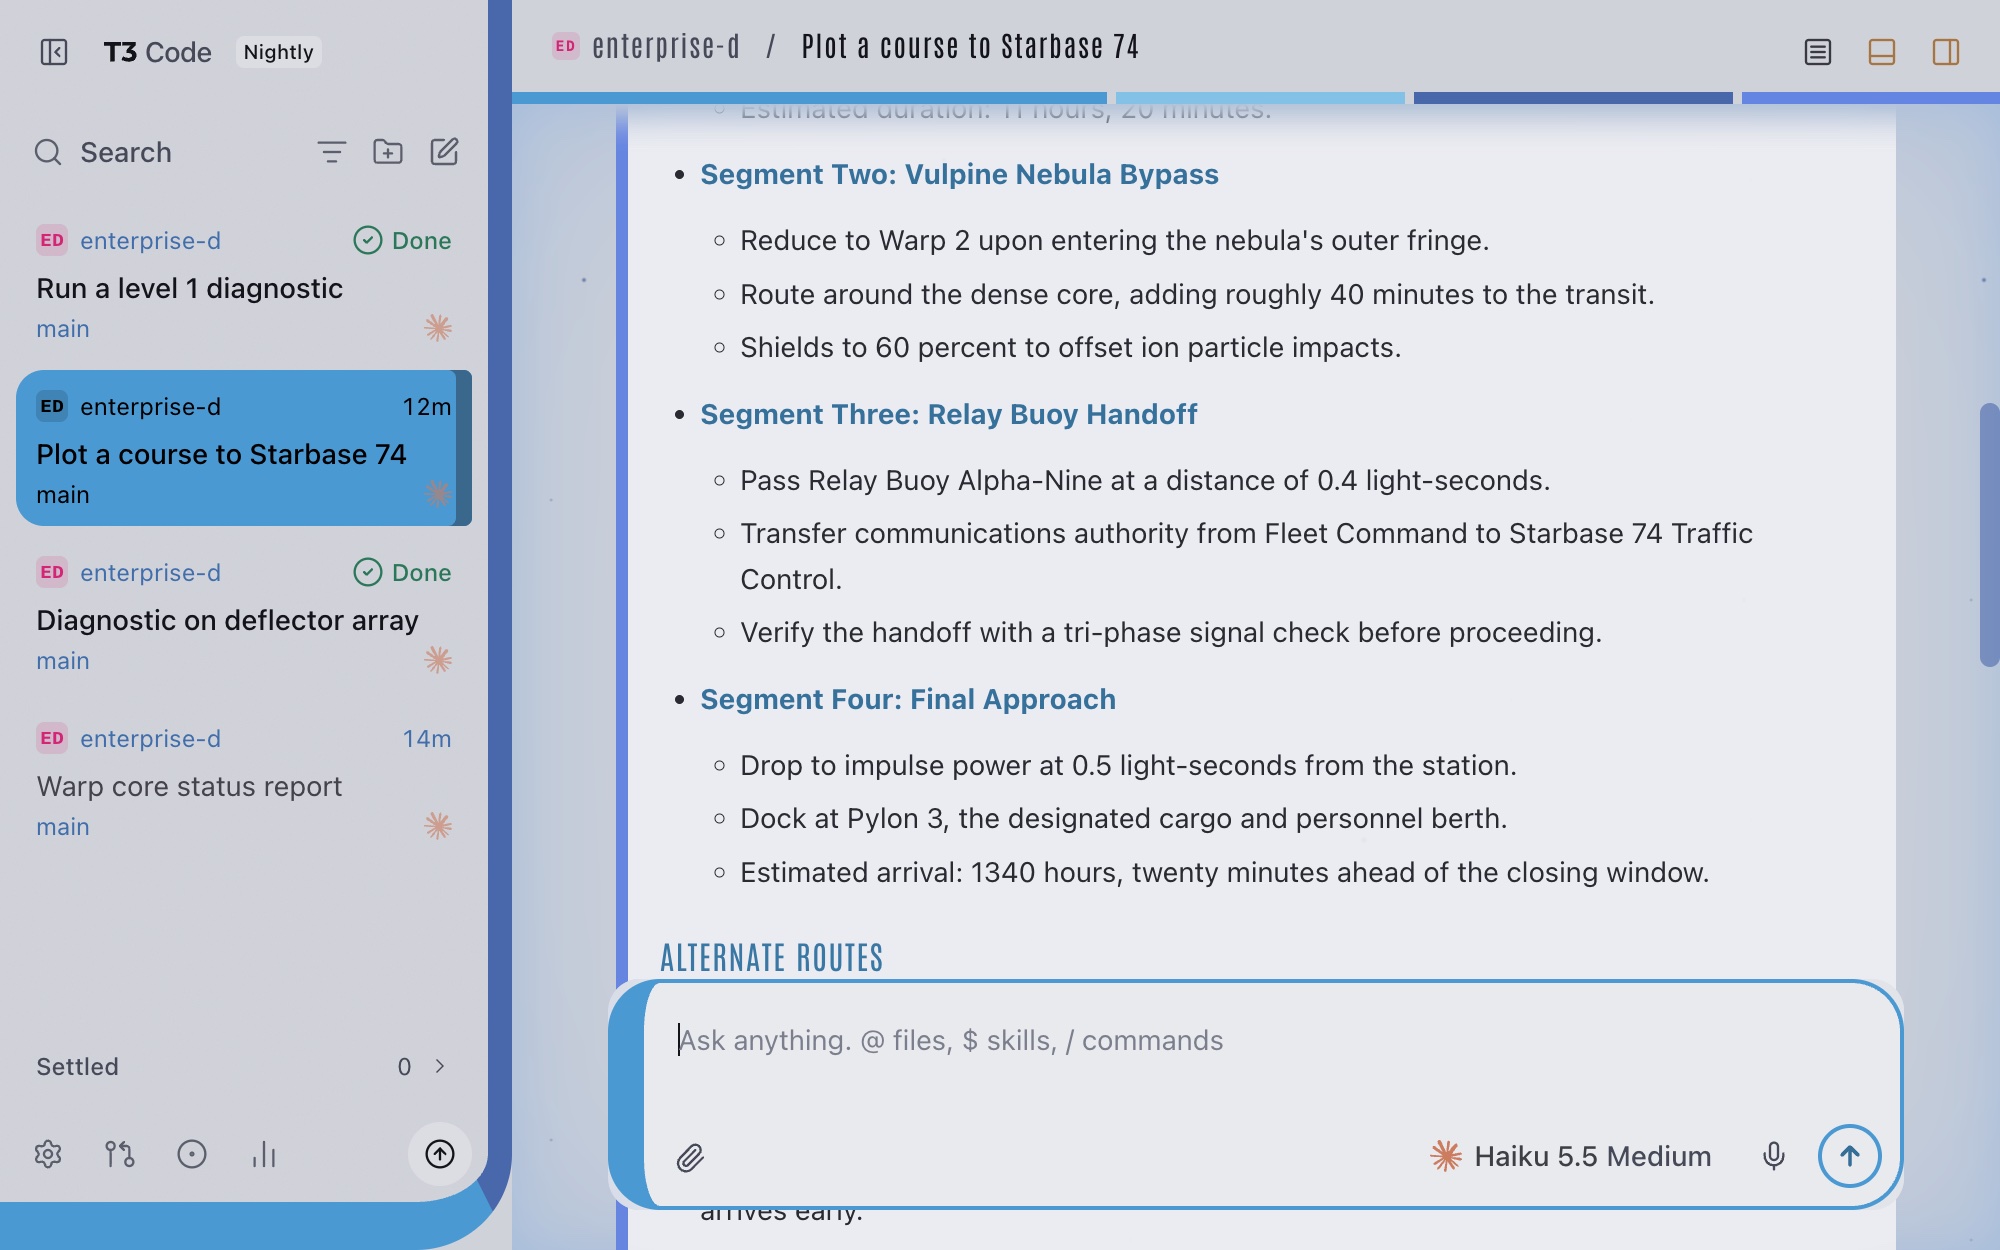 T3 Code Nightly
Search
ED enterprise-d Done
Run a level 1 diagnostic
main
ED enterprise-d 12m
Plot a course to Starbase 74
main
ED enterprise-d Done
Diagnostic on deflector array
main
ED enterprise-d 14m
Warp core status report
main
Settled 0
ED enterprise-d / Plot a course to Starbase 74
Estimated duration: 11 hours, 20 minutes.
Segment Two: Vulpine Nebula Bypass
Reduce to Warp 2 upon entering the nebula's outer fringe.
Route around the dense core, adding roughly 40 minutes to the transit.
Shields to 60 percent to offset ion particle impacts.
Segment Three: Relay Buoy Handoff
Pass Relay Buoy Alpha-Nine at a distance of 0.4 light-seconds.
Transfer communications authority from Fleet Command to Starbase 74 Traffic
Control.
Verify the handoff with a tri-phase signal check before proceeding.
Segment Four: Final Approach
Drop to impulse power at 0.5 light-seconds from the station.
Dock at Pylon 3, the designated cargo and personnel berth.
Estimated arrival: 1340 hours, twenty minutes ahead of the closing window.
ALTERNATE ROUTES
Ask anything. @ files, $ skills, / commands
Haiku 5.5 Medium
arrives early.